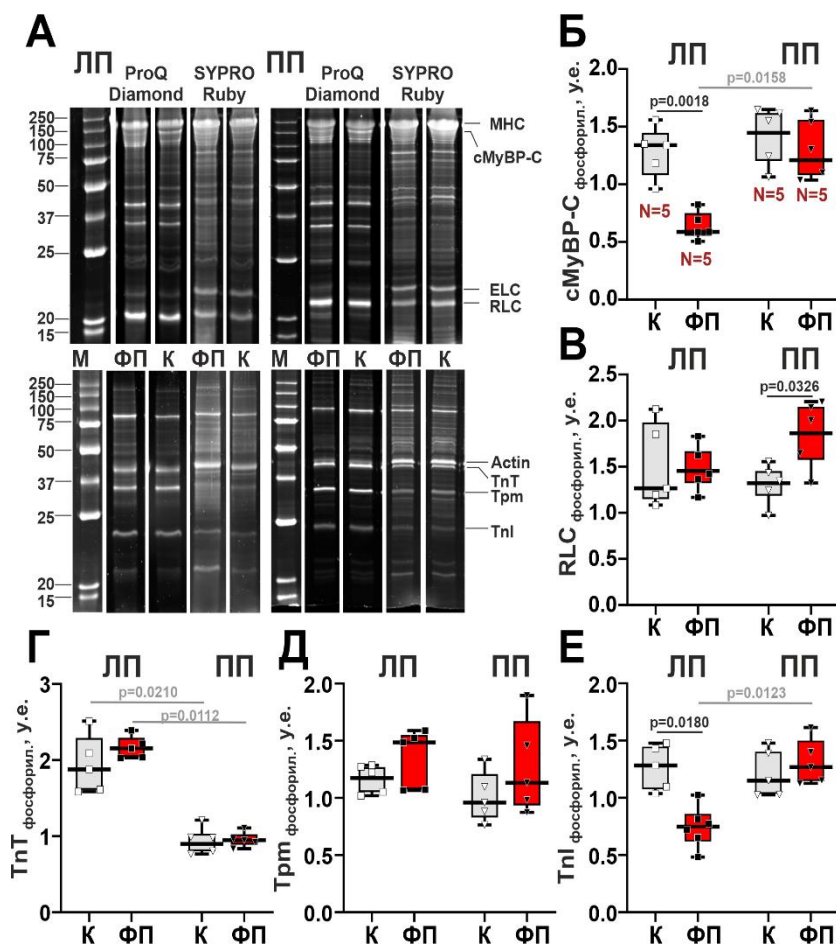 А
ЛП
ProQ Diamond
SYPRO Ruby
ПП
ProQ Diamond
SYPRO Ruby
250
150
100
75
50
37
25
20
15
MHC
cMyBP-C
ELC
RLC
М ФП К ФП К М ФП К ФП К
250
150
100
75
50
37
25
20
15
Actin
TnT
Tpm
TnI
Б
ЛП ПП
p=0.0158
p=0.0018
cMyBP-C фосфорил., у.е.
2.0
1.5
1.0
0.5
0.0
N=5
N=5
N=5
N=5
К ФП К ФП
В
ЛП ПП
p=0.0326
RLC фосфорил., у.е.
2.5
2.0
1.5
1.0
0.5
0.0
К ФП К ФП
Г
ЛП ПП
p=0.0210
p=0.0112
TnT фосфорил., у.е.
3
2
1
0
К ФП К ФП
Д
ЛП ПП
Tpm фосфорил., у.е.
2.0
1.5
1.0
0.5
0.0
К ФП К ФП
Е
ЛП ПП
p=0.0123
p=0.0180
TnI фосфорил., у.е.
2.0
1.5
1.0
0.5
0.0
К ФП К ФП